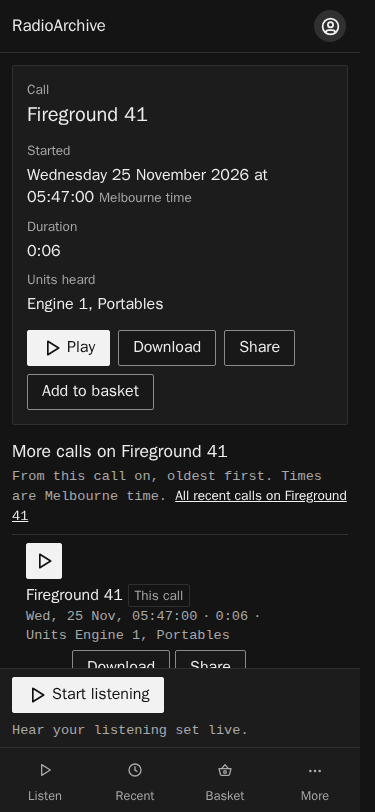 RadioArchive
Call
Fireground 41
Started
Wednesday 25 November 2026 at
05:47:00 Melbourne time
Duration
0:06
Units heard
Engine 1, Portables
Play
Download
Share
Add to basket
More calls on Fireground 41
From this call on, oldest first. Times
are Melbourne time. All recent calls on Fireground
41
Fireground 41 This call
Wed, 25 Nov, 05:47:00 · 0:06 ·
Units Engine 1, Portables
Download
Share
Start listening
Hear your listening set live.
Listen
Recent
Basket
More